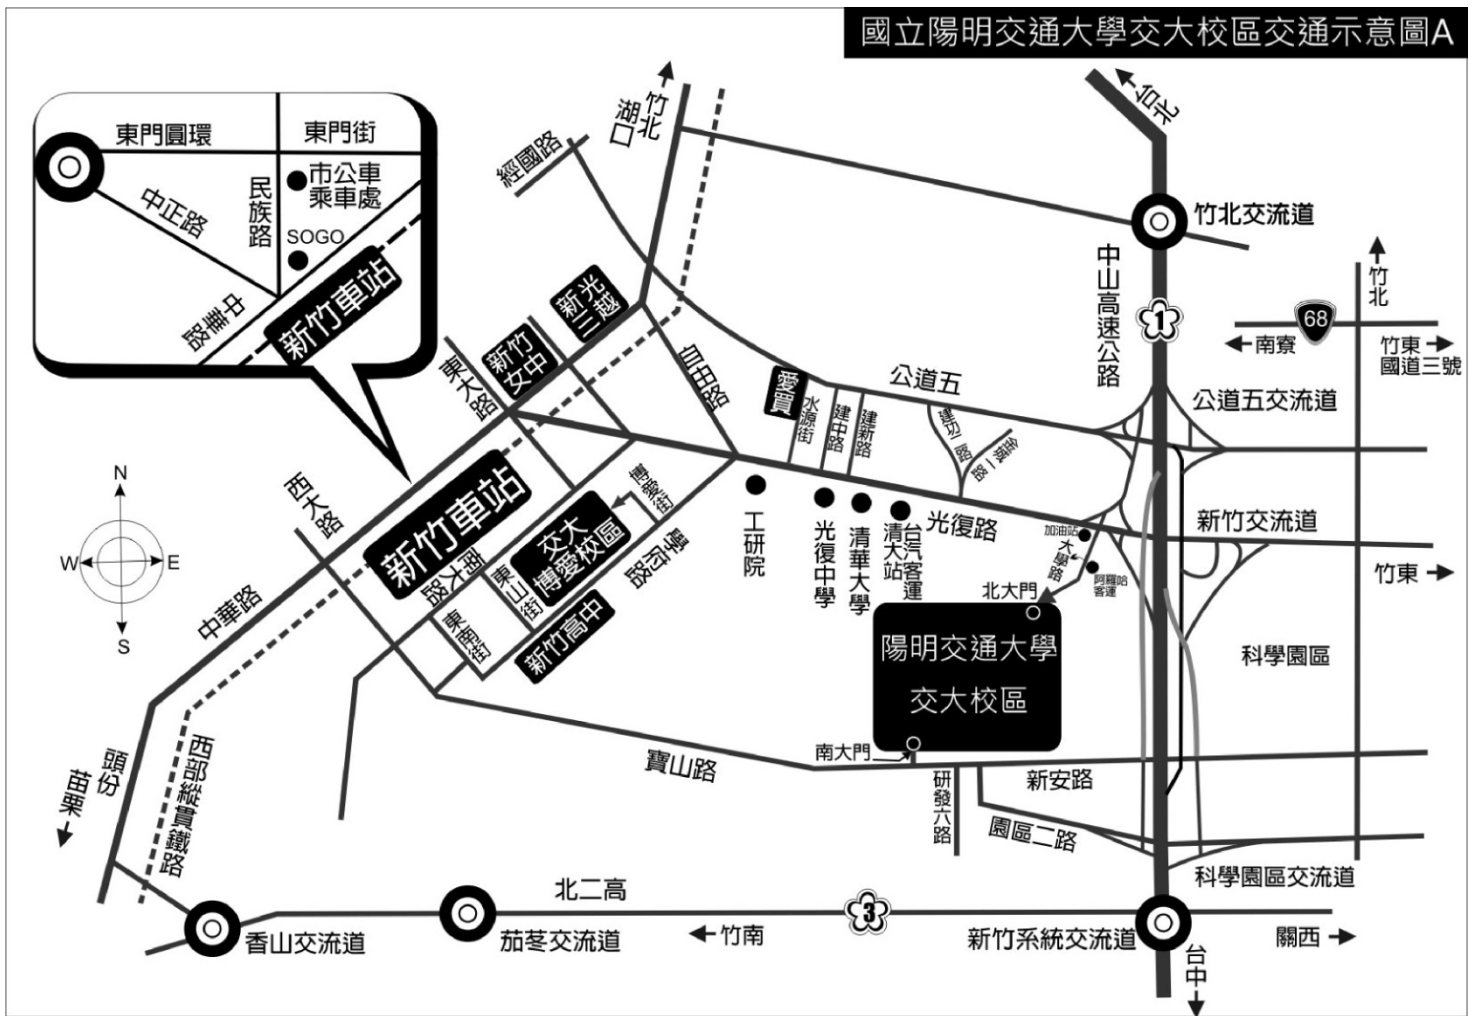 國立陽明交通大學交大校區交通示意圖A
東門圓環
東門街
市公車
乘車處
民族路
中正路
SOGO
中華路
新竹車站
竹北
湖口
經國路
台北
竹北交流道
中山高速公路
1
竹北
68
南寮
竹東
國道三號
新光
三越
新竹
女中
東大路
自由路
愛買
水源街
建中路
建新路
公道五
建功二路
金城一路
公道五交流道
西大路
新竹車站
N
W
E
S
博愛街
交大
博愛校區
學府路
南大路
東山街
東南街
新竹高中
工研院
光復中學
清華大學
台汽客運
清大站
光復路
加油站
大學路
阿羅哈
客運
新竹交流道
竹東
北大門
陽明交通大學
交大校區
南大門
科學園區
中華路
寶山路
新安路
研發六路
園區二路
科學園區交流道
頭份
苗栗
西部縱貫鐵路
北二高
3
香山交流道
茄苳交流道
竹南
新竹系統交流道
關西
台中